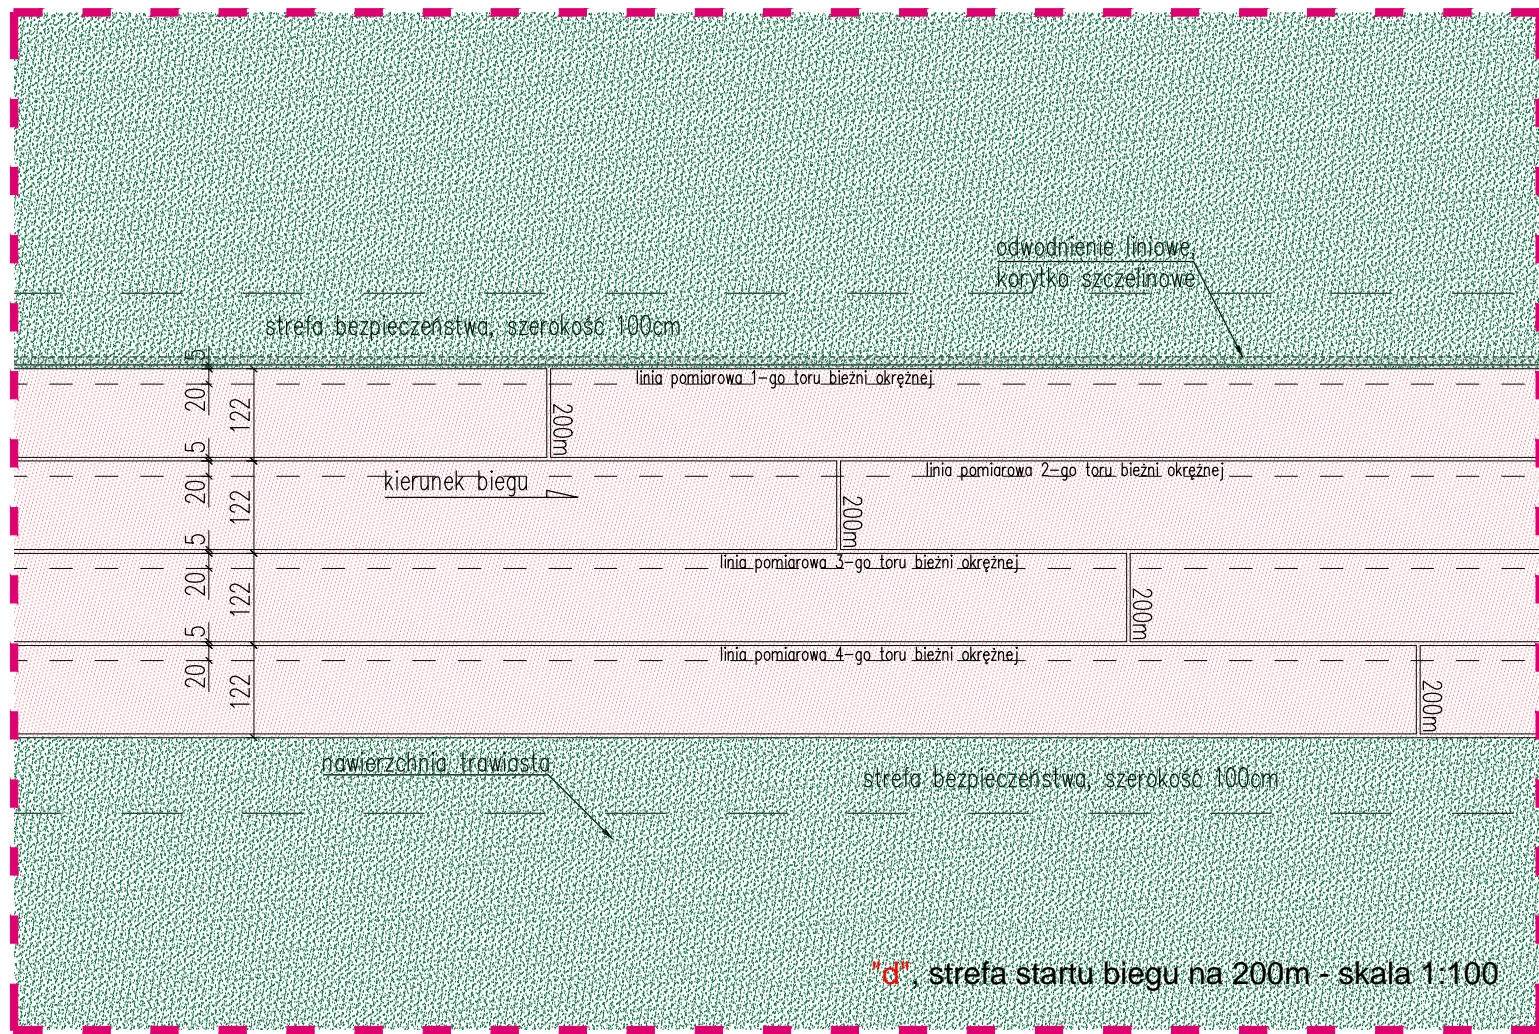 odwodnienie liniowe,
korytko szczelinowe
strefa bezpieczeństwa, szerokość 100cm
5
linia pomiarowa 1-go toru bieżni okrężnej
20
122
200m
5
linia pomiarowa 2-go toru bieżni okrężnej
kierunek biegu
20
122
200m
5
linia pomiarowa 3-go toru bieżni okrężnej
20
122
200m
5
linia pomiarowa 4-go toru bieżni okrężnej
20
122
200m
nawierzchnia trawiasta
strefa bezpieczeństwa, szerokość 100cm
"d", strefa startu biegu na 200m - skala 1:100